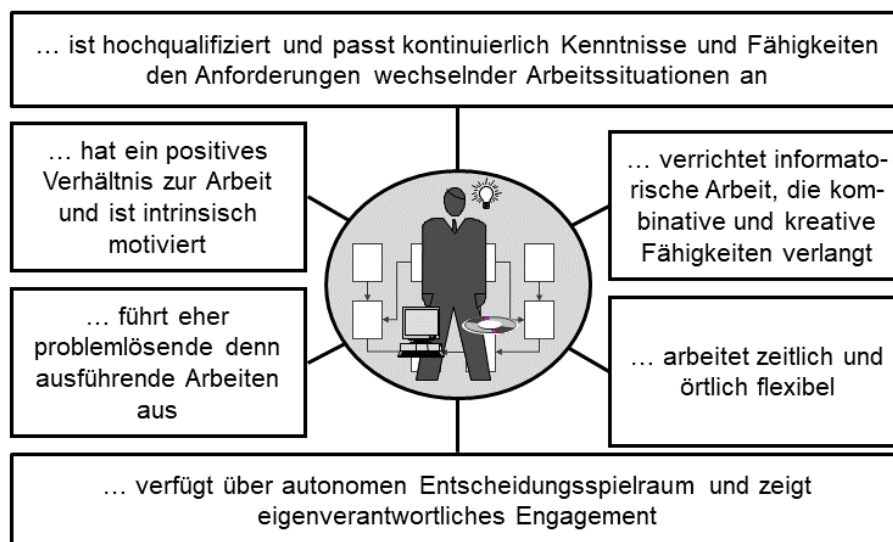 … ist hochqualifiziert und passt kontinuierlich Kenntnisse und Fähigkeiten
den Anforderungen wechselnder Arbeitssituationen an
… hat ein positives
Verhältnis zur Arbeit
und ist intrinsisch
motiviert
… verrichtet informato-
rische Arbeit, die kom-
binative und kreative
Fähigkeiten verlangt
… führt eher
problemlösende denn
ausführende Arbeiten
aus
… arbeitet zeitlich und
örtlich flexibel
… verfügt über autonomen Entscheidungsspielraum und zeigt
eigenverantwortliches Engagement